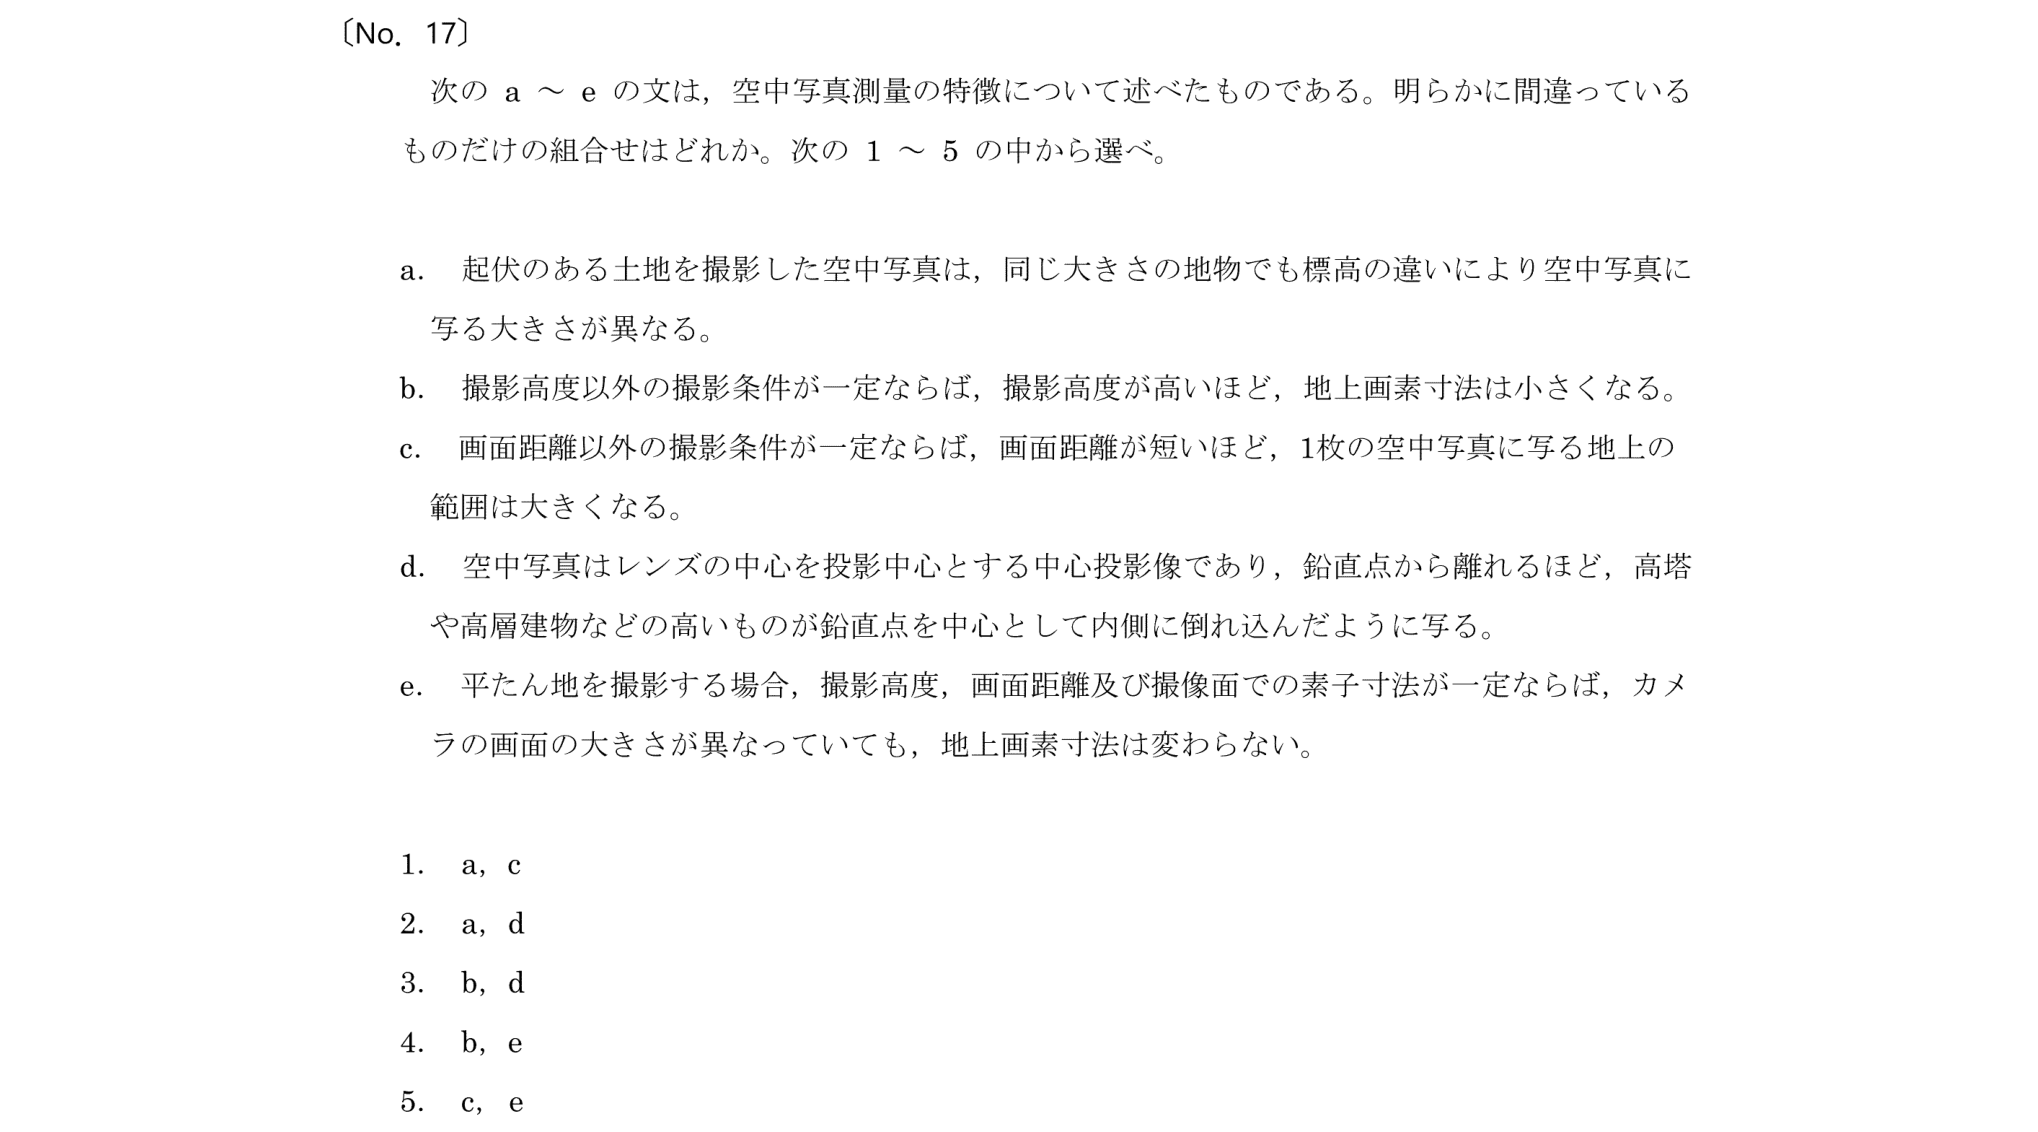 〔No. 17〕
次の a ～ e の文は，空中写真測量の特徴について述べたものである。明らかに間違っている
ものだけの組合せはどれか。次の 1 ～ 5 の中から選べ。
a. 起伏のある土地を撮影した空中写真は，同じ大きさの地物でも標高の違いにより空中写真に
写る大きさが異なる。
b. 撮影高度以外の撮影条件が一定ならば，撮影高度が高いほど，地上画素寸法は小さくなる。
c. 画面距離以外の撮影条件が一定ならば，画面距離が短いほど，1枚の空中写真に写る地上の
範囲は大きくなる。
d. 空中写真はレンズの中心を投影中心とする中心投影像であり，鉛直点から離れるほど，高塔
や高層建物などの高いものが鉛直点を中心として内側に倒れ込んだように写る。
e. 平たん地を撮影する場合，撮影高度，画面距離及び撮像面での素子寸法が一定ならば，カメ
ラの画面の大きさが異なっていても，地上画素寸法は変わらない。
1. a，c
2. a，d
3. b，d
4. b，e
5. c，e